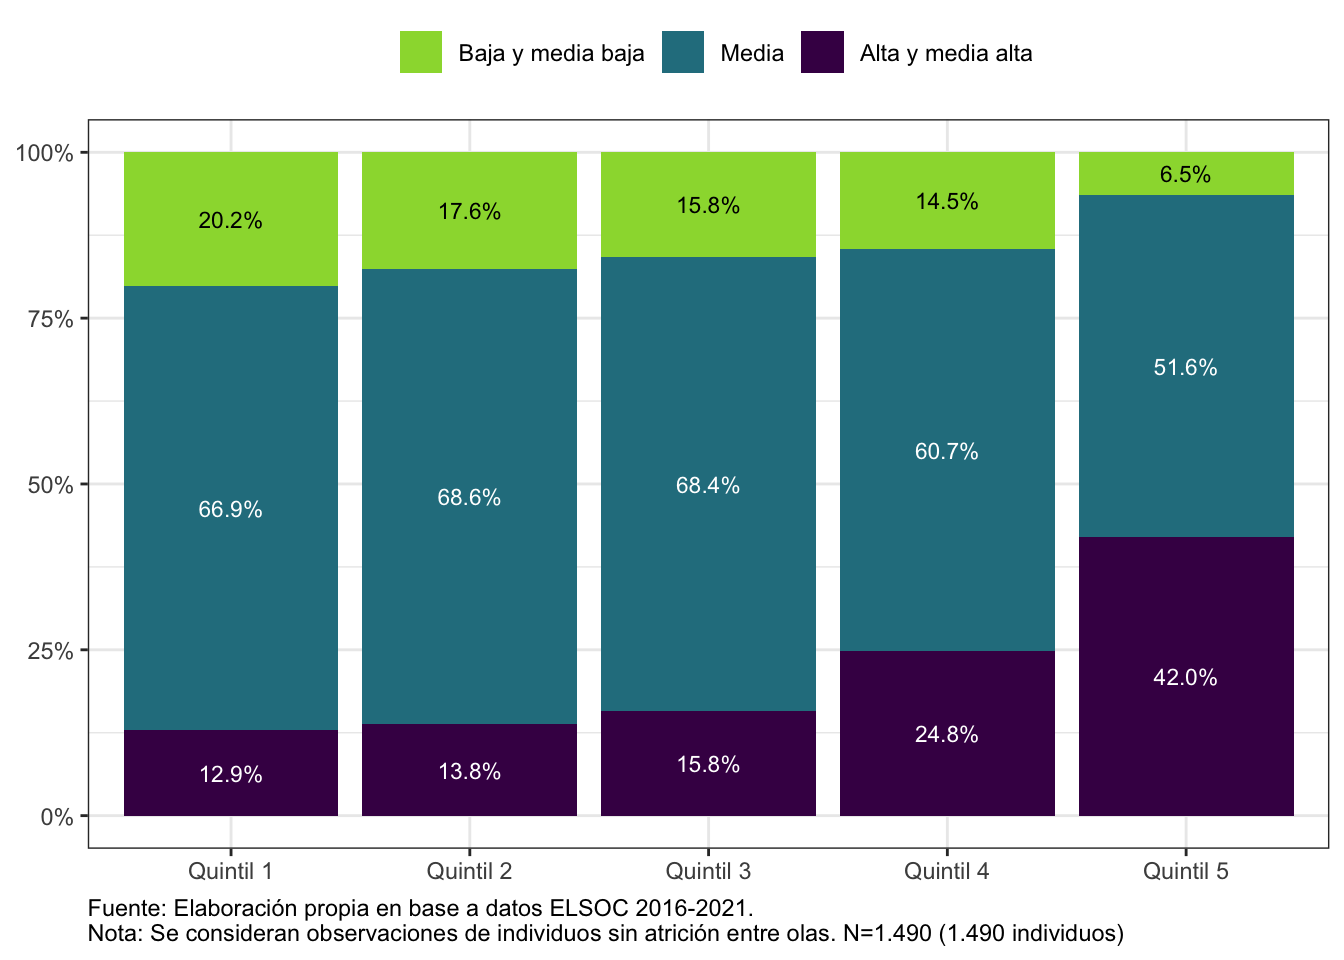 Baja y media baja Media Alta y media alta
100%
75%
50%
25%
0%
20.2% 17.6% 15.8% 14.5% 6.5%
66.9% 68.6% 68.4% 60.7% 51.6%
12.9% 13.8% 15.8% 24.8% 42.0%
Quintil 1 Quintil 2 Quintil 3 Quintil 4 Quintil 5
Fuente: Elaboración propia en base a datos ELSOC 2016-2021.
Nota: Se consideran observaciones de individuos sin atrición entre olas. N=1.490 (1.490 individuos)